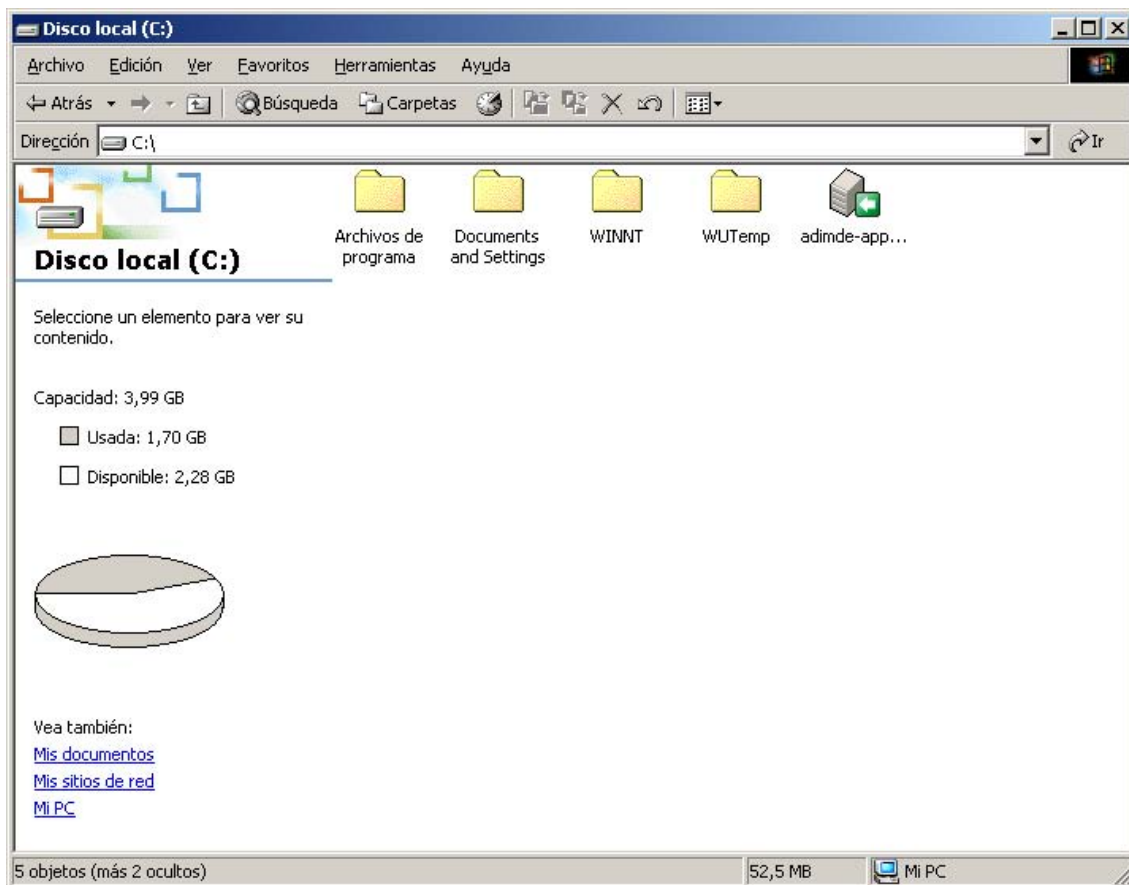 Disco local (C:)
Archivo Edición Ver Favoritos Herramientas Ayuda
Atrás Búsqueda Carpetas
Dirección C:\ Ir
Archivos de programa
Documents and Settings
WINNT
WUTemp
adimde-app...
Disco local (C:)
Seleccione un elemento para ver su
contenido.
Capacidad: 3,99 GB
Usada: 1,70 GB
Disponible: 2,28 GB
Vea también:
Mis documentos
Mis sitios de red
Mi PC
5 objetos (más 2 ocultos) 52,5 MB Mi PC